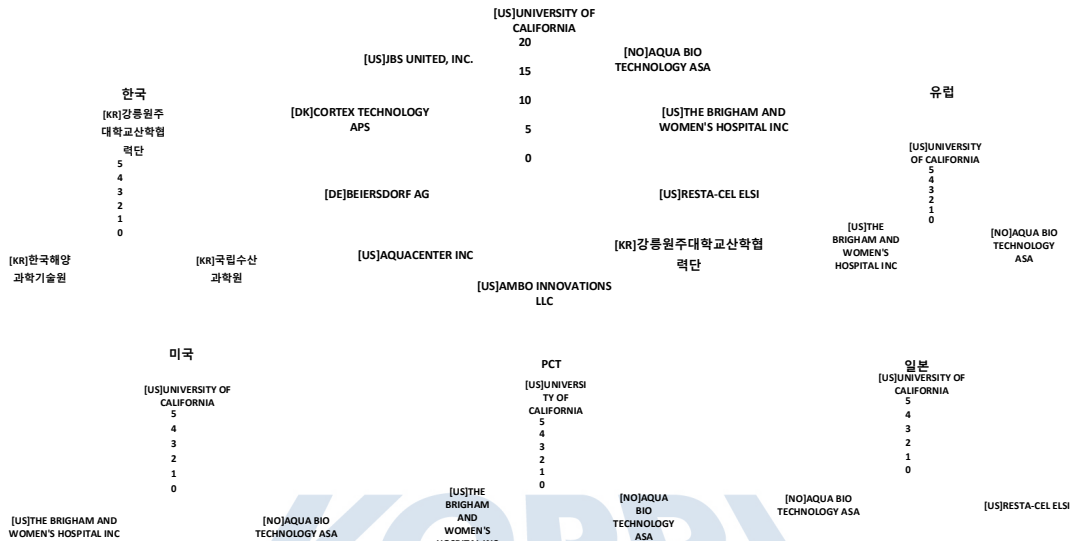 [US]UNIVERSITY OF
CALIFORNIA
20
15
10
5
0
[NO]AQUA BIO
TECHNOLOGY ASA
[US]THE BRIGHAM AND
WOMEN'S HOSPITAL INC
[US]RESTA-CEL ELSI
[KR]강릉원주대학교산학협
력단
[US]AMBO INNOVATIONS
LLC
[US]AQUACENTER INC
[DE]BEIERSDORF AG
[DK]CORTEX TECHNOLOGY
APS
[US]JBS UNITED, INC.
한국
[KR]강릉원주
대학교산학협
력단
5
4
3
2
1
0
[KR]한국해양
과학기술원
[KR]국립수산
과학원
유럽
[US]UNIVERSITY
OF CALIFORNIA
5
4
3
2
1
0
[US]THE
BRIGHAM AND
WOMEN'S
HOSPITAL INC
[NO]AQUA BIO
TECHNOLOGY
ASA
미국
[US]UNIVERSITY OF
CALIFORNIA
5
4
3
2
1
0
[US]THE BRIGHAM AND
WOMEN'S HOSPITAL INC
[NO]AQUA BIO
TECHNOLOGY ASA
PCT
[US]UNIVERSI
TY OF
CALIFORNIA
5
4
3
2
1
0
[US]THE
BRIGHAM
AND
WOMEN'S
[NO]AQUA
BIO
TECHNOLOGY
ASA
일본
[US]UNIVERSITY OF
CALIFORNIA
5
4
3
2
1
0
[NO]AQUA BIO
TECHNOLOGY ASA
[US]RESTA-CEL ELSI